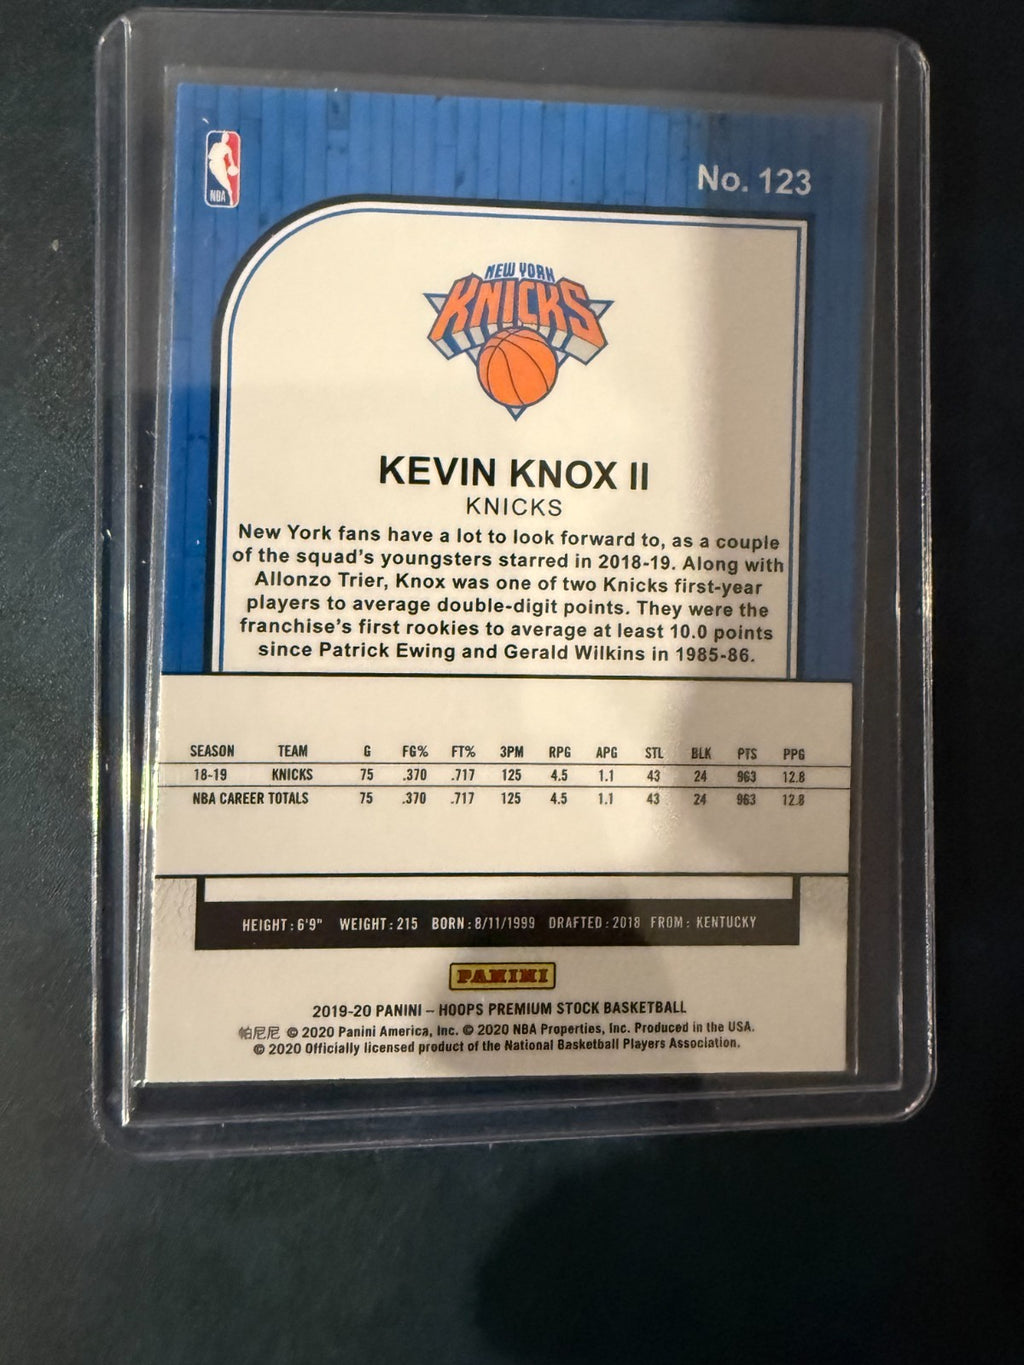 NBA
No. 123
NEW YORK
KNICKS
KEVIN KNOX II
KNICKS
New York fans have a lot to look forward to, as a couple
of the squad's youngsters starred in 2018-19. Along with
Allonzo Trier, Knox was one of two Knicks first-year
players to average double-digit points. They were the
franchise's first rookies to average at least 10.0 points
since Patrick Ewing and Gerald Wilkins in 1985-86.
SEASON TEAM G FG% FT% 3PM RPG APG STL BLK PTS PPG
18-19 KNICKS 75 .370 .717 125 4.5 1.1 43 24 963 12.8
NBA CAREER TOTALS 75 .370 .717 125 4.5 1.1 43 24 963 12.8
HEIGHT: 6'9" WEIGHT: 215 BORN: 8/11/1999 DRAFTED: 2018 FROM: KENTUCKY
PANINI
2019-20 PANINI – HOOPS PREMIUM STOCK BASKETBALL
帕尼尼 © 2020 Panini America, Inc. © 2020 NBA Properties, Inc. Produced in the USA.
© 2020 Officially licensed product of the National Basketball Players Association.